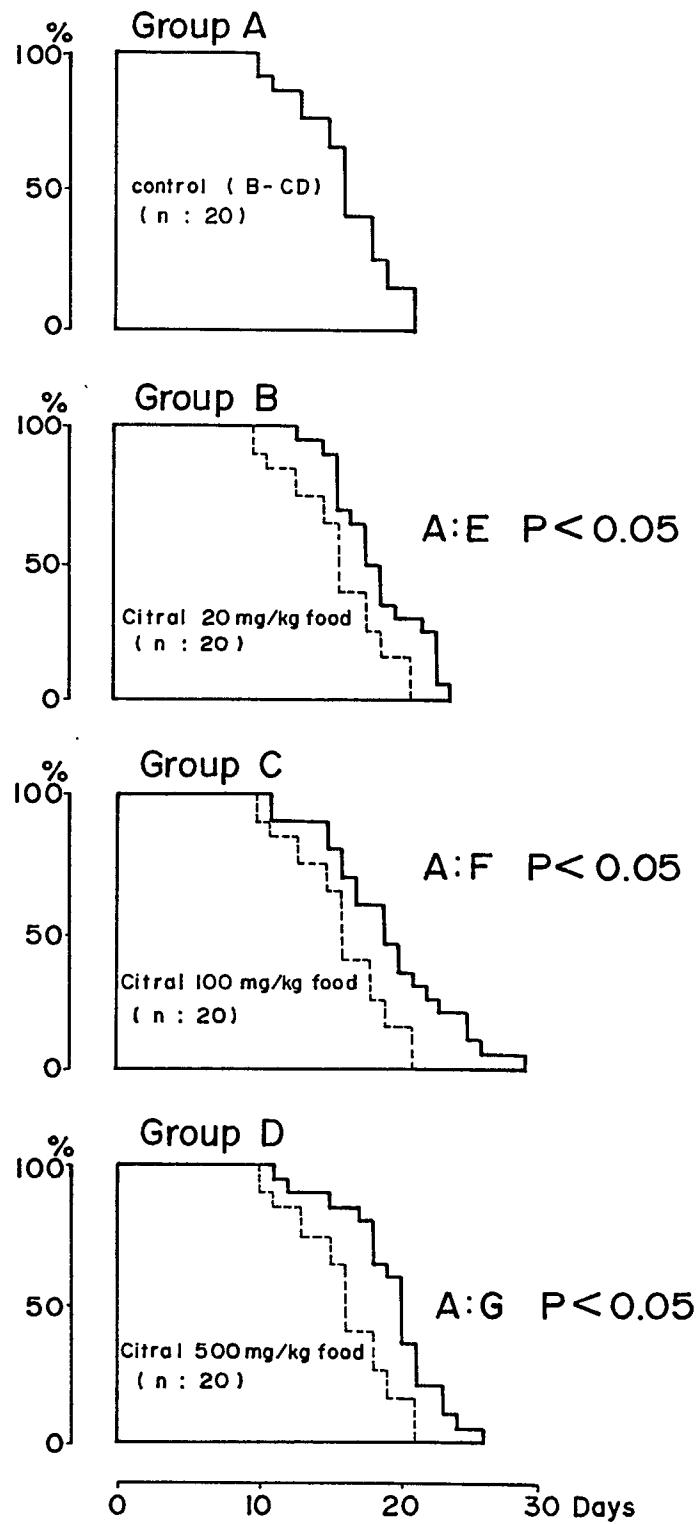 Group A
%
100
50
0
control ( B-CD)
( n : 20 )
Group B
%
100
50
0
A:E P<0.05
Citral 20 mg/kg food
( n : 20 )
Group C
%
100
50
0
A:F P<0.05
Citral 100 mg/kg food
( n : 20 )
Group D
%
100
50
0
A:G P<0.05
Citral 500 mg/kg food
( n : 20 )
0 10 20 30 Days